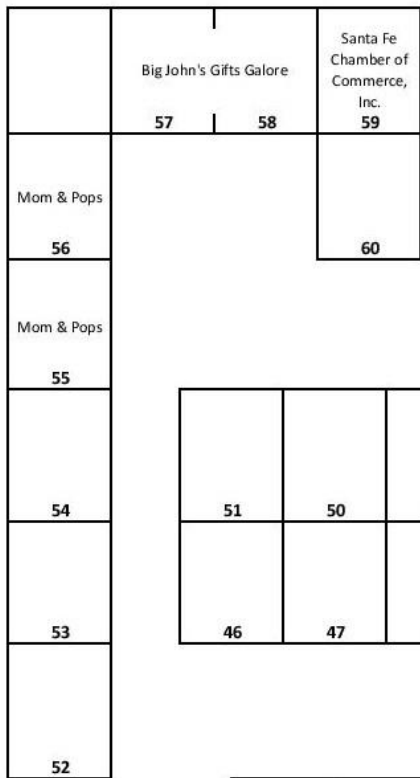 Big John's Gifts Galore
57 58
Santa Fe
Chamber of
Commerce,
Inc.
59
Mom & Pops
56
60
Mom & Pops
55
54
51 50
53
46 47
52